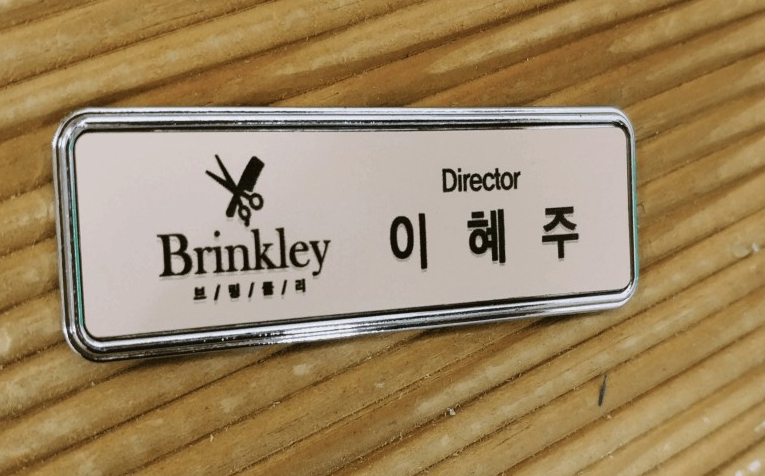 Brinkley
브/링/클/리
Director
이 혜 주